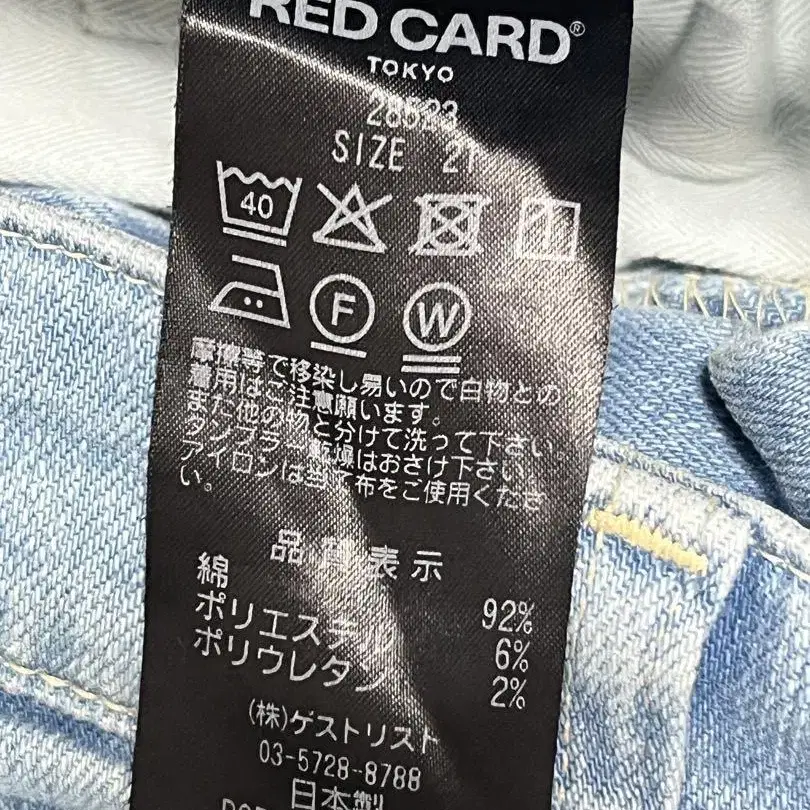 RED CARD®
TOKYO
28523
SIZE 21
40
F
W
摩擦等で移染し易いので白物との
着用はご注意願います。
また他の物と分けて洗って下さい
タンブラー乾燥はおさけ下さい
アイロンは当て布をご使用くださ
い。
品質表示
綿 92%
ポリエステル 6%
ポリウレタン 2%
(株)ゲストリスト
03-5728-8788
日本製